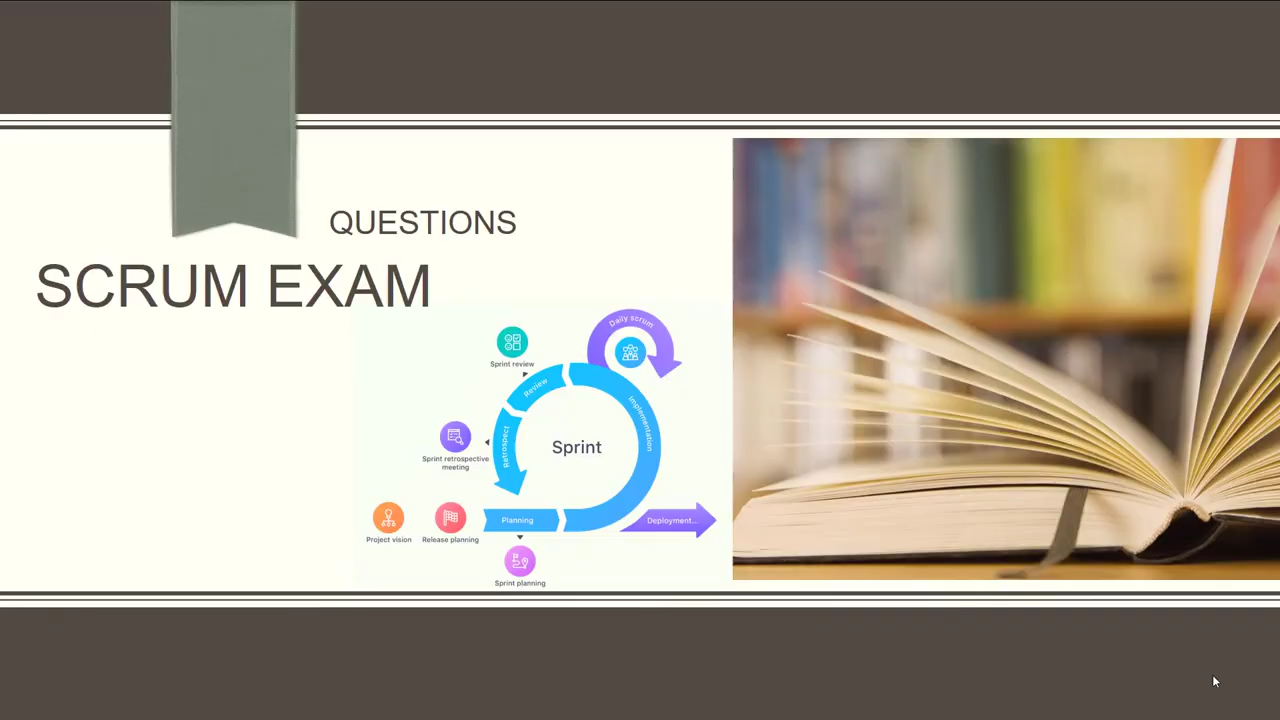 QUESTIONS
SCRUM EXAM
Daily scrum
Sprint review
Review
Implementation
Retrospect
Sprint
Sprint retrospective
meeting
Planning
Deployment...
Project vision
Release planning
Sprint planning